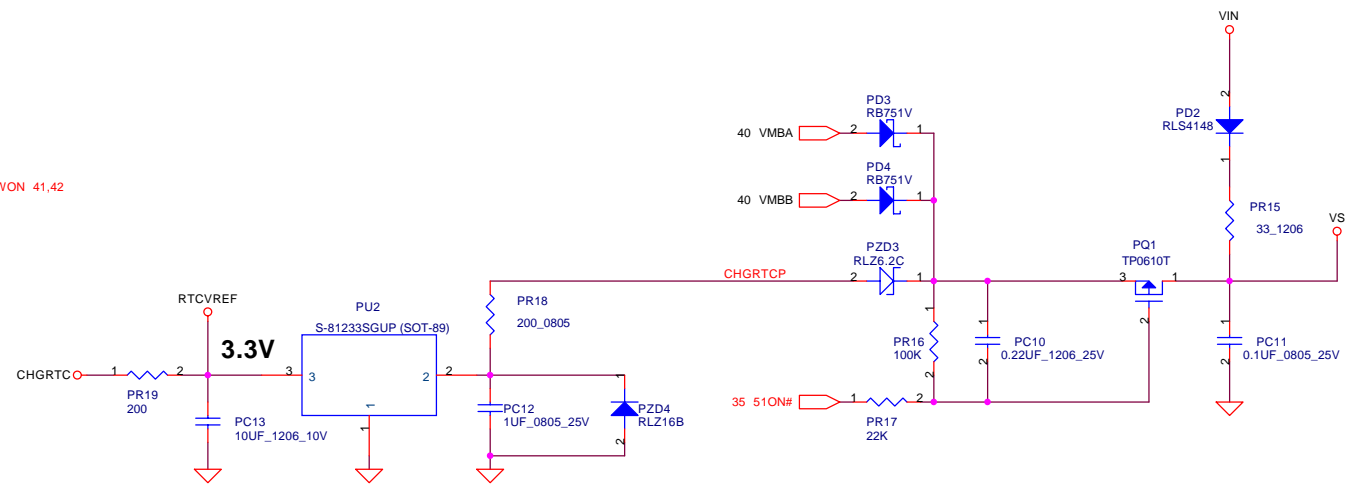 VIN
2
PD2
RLS4148
1
PR15
33_1206
VS
PD3
RB751V
40 VMBA
2
1
PD4
RB751V
40 VMBB
2
1
WON 41,42
PZD3
RLZ6.2C
CHGRTCP
2
1
PQ1
TP0610T
3
1
2
PR16
100K
1
2
PC10
0.22UF_1206_25V
1
2
PC11
0.1UF_0805_25V
1
2
35 51ON#
1
2
PR17
22K
RTCVREF
PU2
S-81233SGUP (SOT-89)
3.3V
PR18
200_0805
CHGRTC
1
2
PR19
200
3
3
2
2
1
1
PC13
10UF_1206_10V
PC12
1UF_0805_25V
1
2
PZD4
RLZ16B